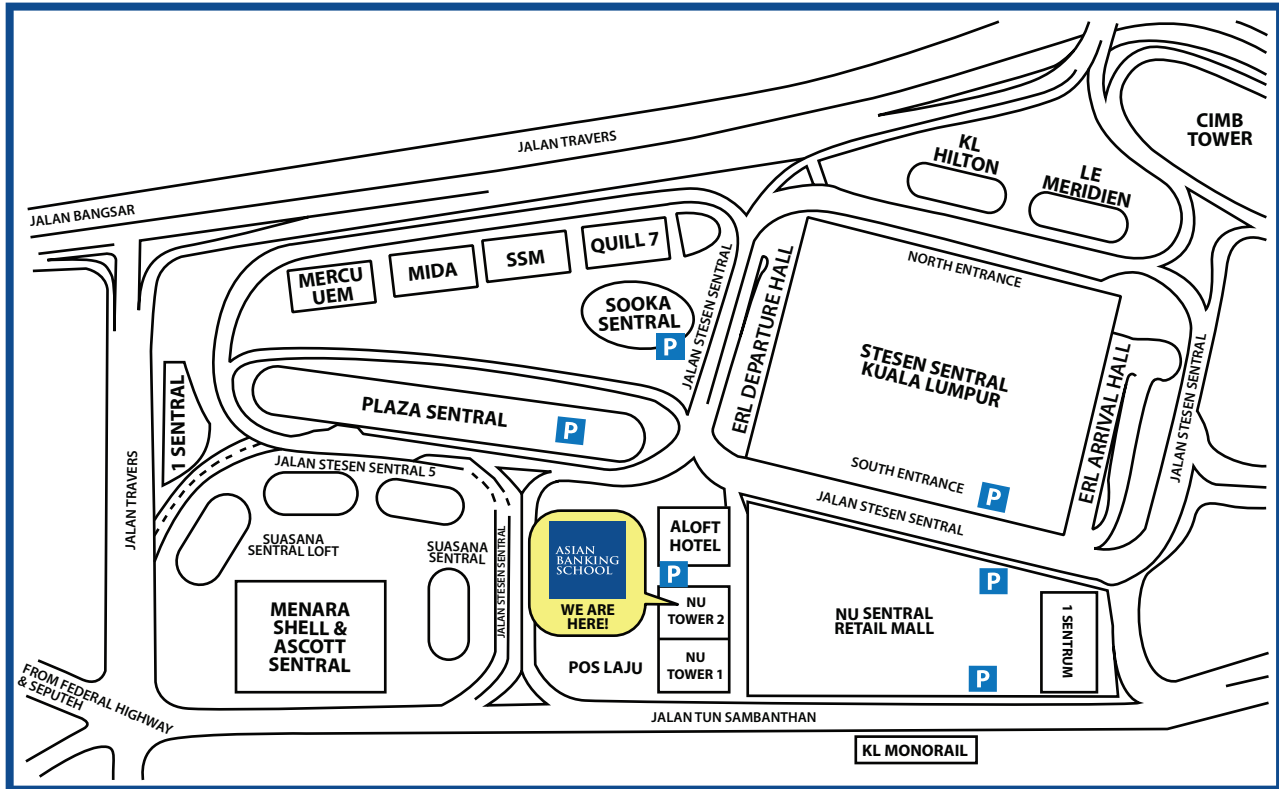 JALAN TRAVERS
CIMB
TOWER
KL
HILTON
LE
MERIDIEN
JALAN BANGSAR
QUILL 7
SSM
MIDA
MERCU
UEM
SOOKA
SENTRAL
P
JALAN STESEN SENTRAL
ERL DEPARTURE HALL
NORTH ENTRANCE
STESEN SENTRAL
KUALA LUMPUR
SOUTH ENTRANCE
P
ERL ARRIVAL HALL
JALAN STESEN SENTRAL
PLAZA SENTRAL
P
1 SENTRAL
JALAN TRAVERS
JALAN STESEN SENTRAL 5
JALAN STESEN SENTRAL
SUASANA
SENTRAL LOFT
SUASANA
SENTRAL
JALAN STESEN SENTRAL
ASIAN
BANKING
SCHOOL
WE ARE
HERE!
ALOFT
HOTEL
P
NU
TOWER 2
NU
TOWER 1
POS LAJU
MENARA
SHELL &
ASCOTT
SENTRAL
NU SENTRAL
RETAIL MALL
P
P
1 SENTRUM
FROM FEDERAL HIGHWAY
& SEPUTEH
JALAN TUN SAMBANTHAN
KL MONORAIL